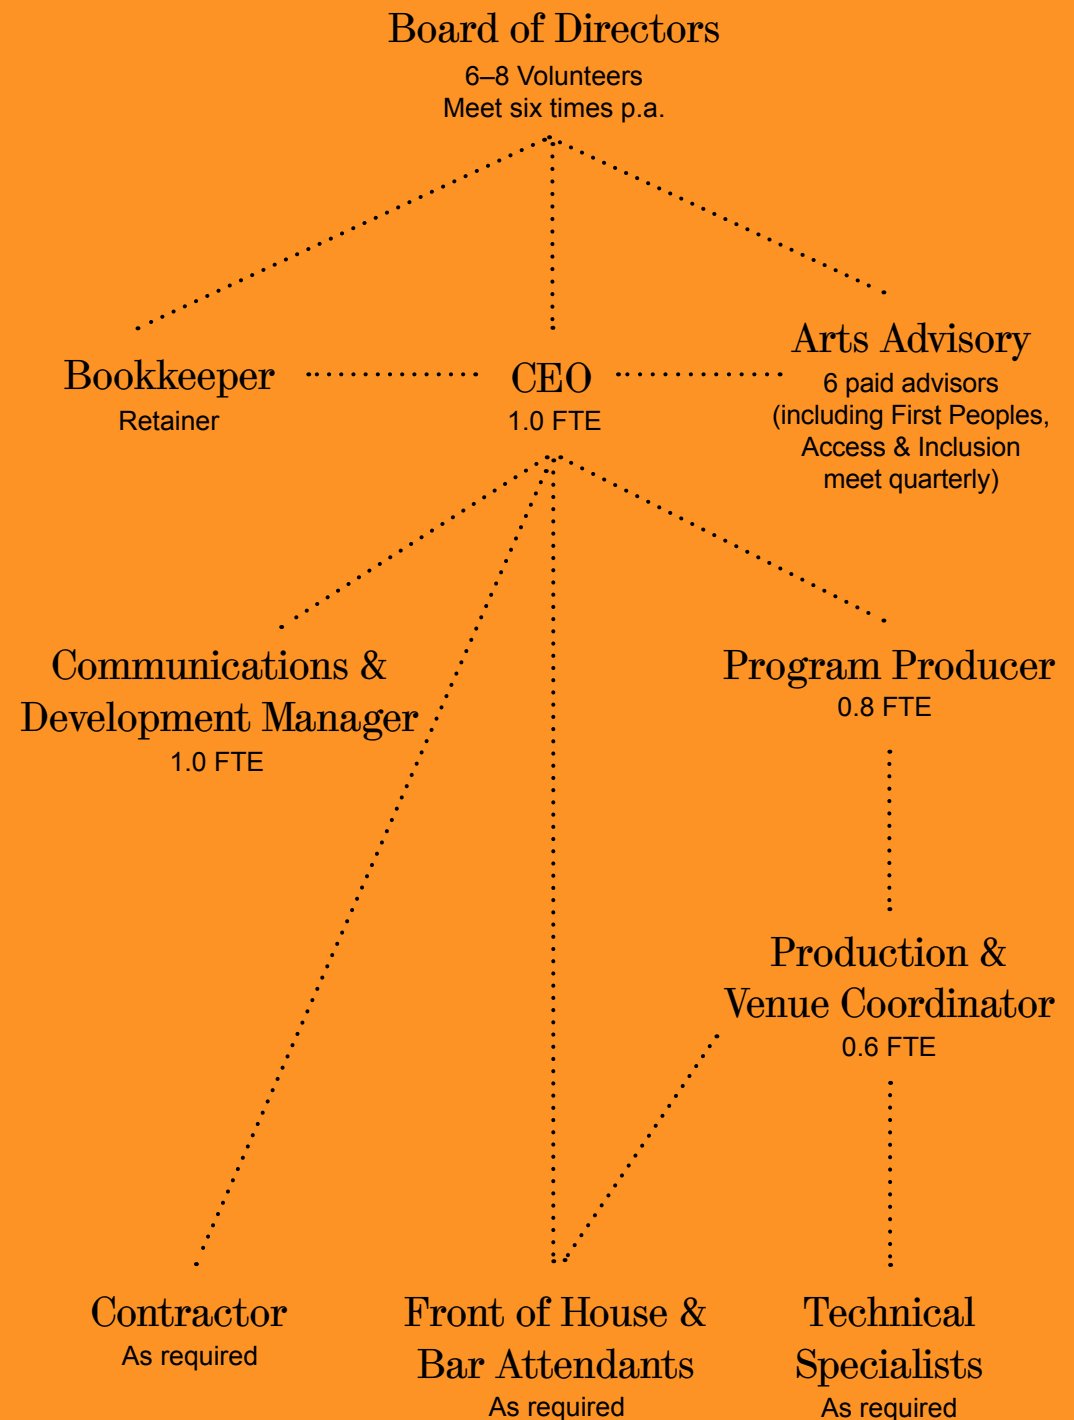 Board of Directors
6–8 Volunteers
Meet six times p.a.
Bookkeeper
Retainer
CEO
1.0 FTE
Arts Advisory
6 paid advisors
(including First Peoples,
Access & Inclusion
meet quarterly)
Communications &
Development Manager
1.0 FTE
Program Producer
0.8 FTE
Production &
Venue Coordinator
0.6 FTE
Contractor
As required
Front of House &
Bar Attendants
As required
Technical
Specialists
As required